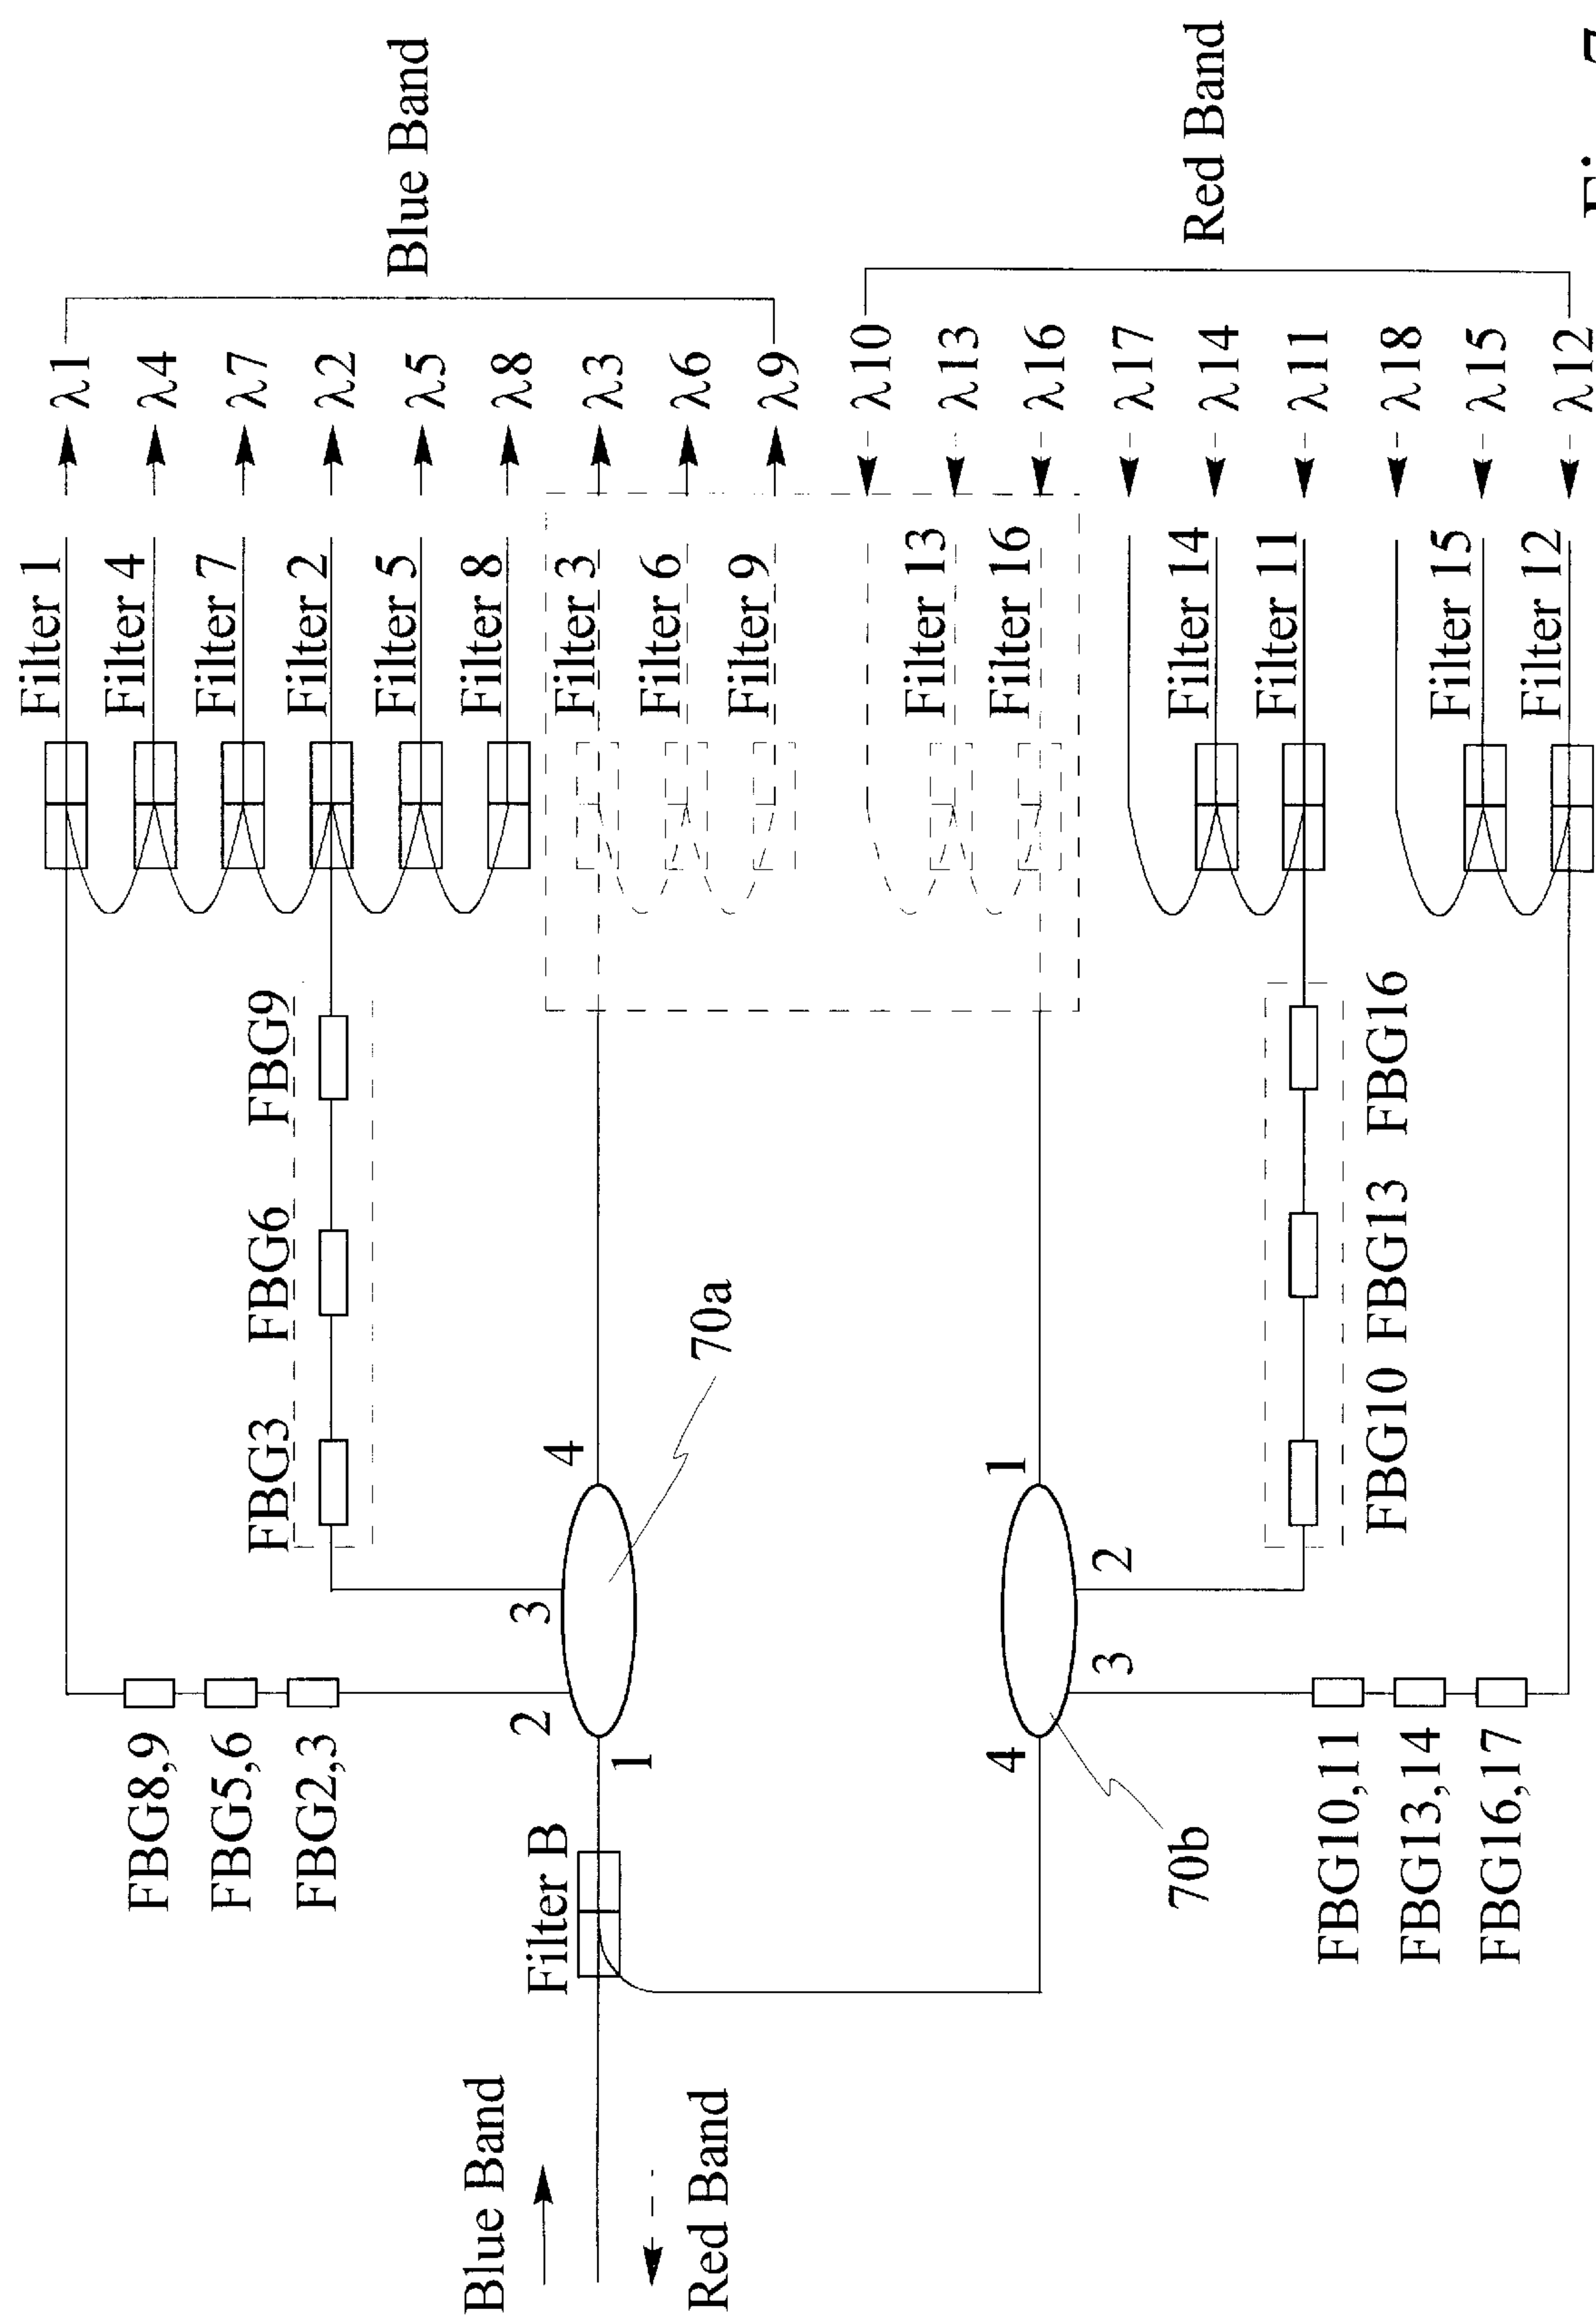 Filter 1
λ1
Filter 4
λ4
Filter 7
λ7
Filter 2
λ2
Filter 5
λ5
Filter 8
λ8
Filter 3
λ3
Filter 6
λ6
Filter 9
λ9
Blue Band
λ10
Filter 13
λ13
Filter 16
λ16
λ17
Filter 14
λ14
Filter 11
λ11
λ18
Filter 15
λ15
Filter 12
λ12
Red Band
FBG8,9
FBG5,6
FBG2,3
FBG3 FBG6 FBG9
2
3
4
1
70a
Filter B
Blue Band
Red Band
4
3
2
1
70b
FBG10 FBG13 FBG16
FBG10,11
FBG13,14
FBG16,17